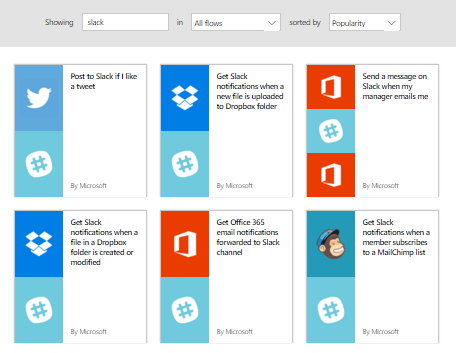 Showing slack in All flows sorted by Popularity
Post to Slack if I like
a tweet
By Microsoft
Get Slack
notifications when a
new file is uploaded
to Dropbox folder
By Microsoft
Send a message on
Slack when my
manager emails me
By Microsoft
Get Slack
notifications when a
file in a Dropbox
folder is created or
modified
By Microsoft
Get Office 365
email notifications
forwarded to Slack
channel
By Microsoft
Get Slack
notifications when a
member subscribes
to a MailChimp list
By Microsoft